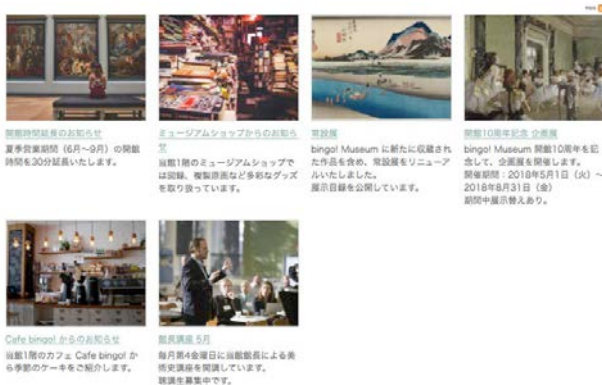 開館時間延長のお知らせ
夏季営業期間（6月〜9月）の開館
時間を30分延長いたします。
ミュージアムショップからのお知ら
せ
当館1階のミュージアムショップで
は図録、複製原画など多彩なグッズ
を取り扱っています。
常設展
bingo! Museum に新たに収蔵され
た作品を含め、常設展をリニューア
ルいたしました。
展示目録を公開しています。
開館10周年記念 企画展
bingo! Museum 開館10周年を記
念して、企画展を開催します。
開催期間：2018年5月1日（火）〜
2018年8月31日（金）
期間中展示替えあり。
Cafe bingo! からのお知らせ
当館1階のカフェ Cafe bingo! か
ら季節のケーキをご紹介します。
館長講座 5月
毎月第4金曜日に当館館長による美
術史講座を開講しています。
聴講生募集中です。